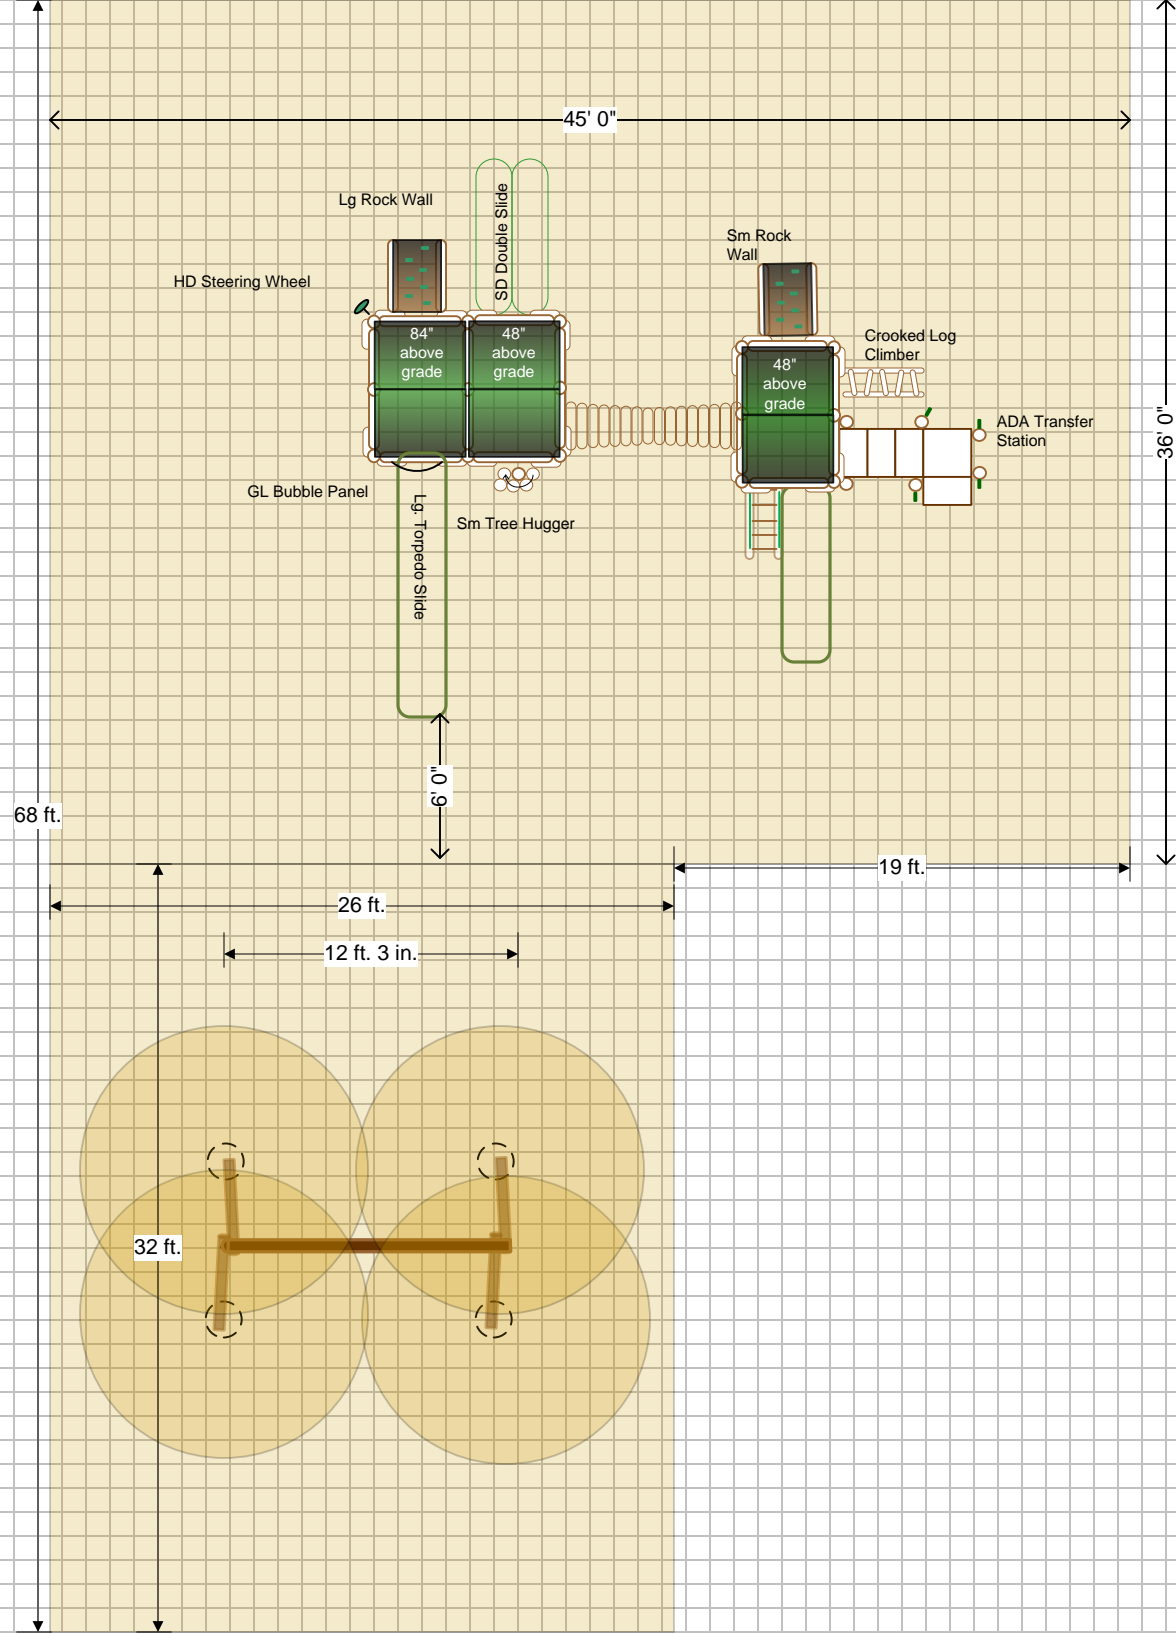 45' 0"
Lg Rock Wall
SD Double Slide
Sm Rock
Wall
HD Steering Wheel
84"
above
grade
48"
above
grade
Crooked Log
Climber
48"
above
grade
ADA Transfer
Station
36' 0"
GL Bubble Panel
Lg. Torpedo Slide
Sm Tree Hugger
6' 0"
68 ft.
19 ft.
26 ft.
12 ft. 3 in.
32 ft.